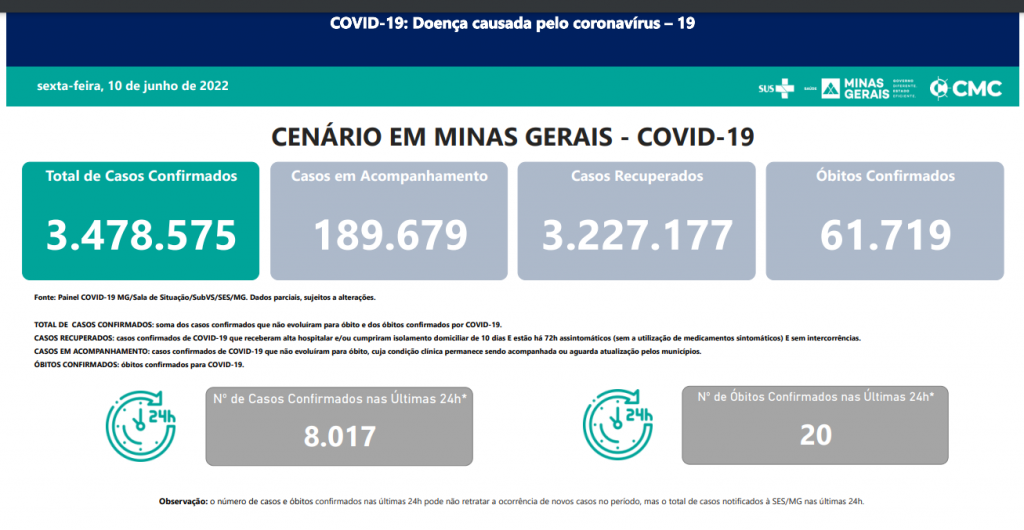 COVID-19: Doença causada pelo coronavírus – 19
sexta-feira, 10 de junho de 2022
SUS
SAÚDE
MINAS GERAIS
GOVERNO
DIFERENTE
ESTADO
EFICIENTE
CMC
CENÁRIO EM MINAS GERAIS - COVID-19
Total de Casos Confirmados
3.478.575
Casos em Acompanhamento
189.679
Casos Recuperados
3.227.177
Óbitos Confirmados
61.719
Fonte: Painel COVID-19 MG/Sala de Situação/SubVS/SES/MG. Dados parciais, sujeitos a alterações.
TOTAL DE CASOS CONFIRMADOS: soma dos casos confirmados que não evoluíram para óbito e dos óbitos confirmados por COVID-19.
CASOS RECUPERADOS: casos confirmados de COVID-19 que receberam alta hospitalar e/ou cumpriram isolamento domiciliar de 10 dias E estão há 72h assintomáticos (sem a utilização de medicamentos sintomáticos) E sem intercorrências.
CASOS EM ACOMPANHAMENTO: casos confirmados de COVID-19 que não evoluíram para óbito, cuja condição clínica permanece sendo acompanhada ou aguarda atualização pelos municípios.
ÓBITOS CONFIRMADOS: óbitos confirmados para COVID-19.
24h
Nº de Casos Confirmados nas Últimas 24h*
8.017
24h
Nº de Óbitos Confirmados nas Últimas 24h*
20
Observação: o número de casos e óbitos confirmados nas últimas 24h pode não retratar a ocorrência de novos casos no período, mas o total de casos notificados à SES/MG nas últimas 24h.